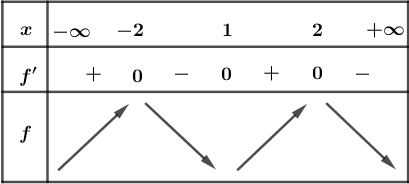 x −∞ −2 1 2 +∞
f′ + 0 − 0 + 0 −
f